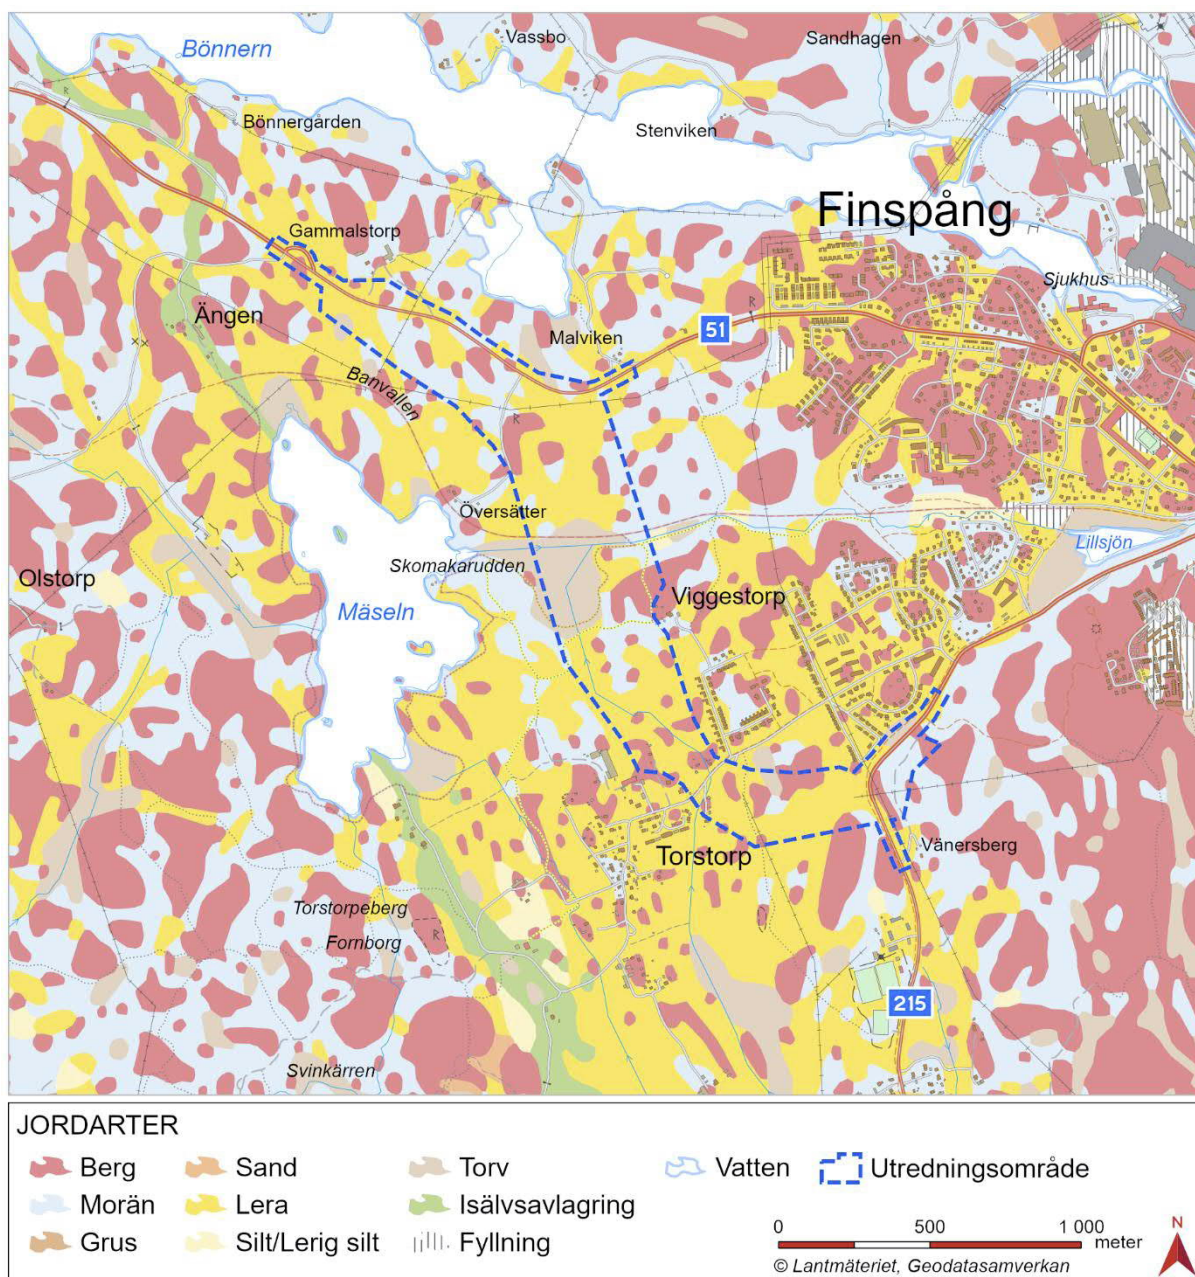 Bönnern
Vassbo
Sandhagen
Bönnergården
Stenviken
Finspång
Gammalstorp
Sjukhus
Ängen
Malviken
51
R
Banvallen
R
Översätter
Skomakarudden
Lillsjön
Olstorp
Mäseln
Viggestorp
Torstorp
Vånersberg
Torstorpeberg
Fornborg
R
215
Svinkärren
JORDARTER
Berg
Sand
Torv
Vatten
Utredningsområde
Morän
Lera
Isälvsavlagring
Grus
Silt/Lerig silt
Fyllning
0 500 1 000
meter
N
© Lantmäteriet, Geodatasamverkan